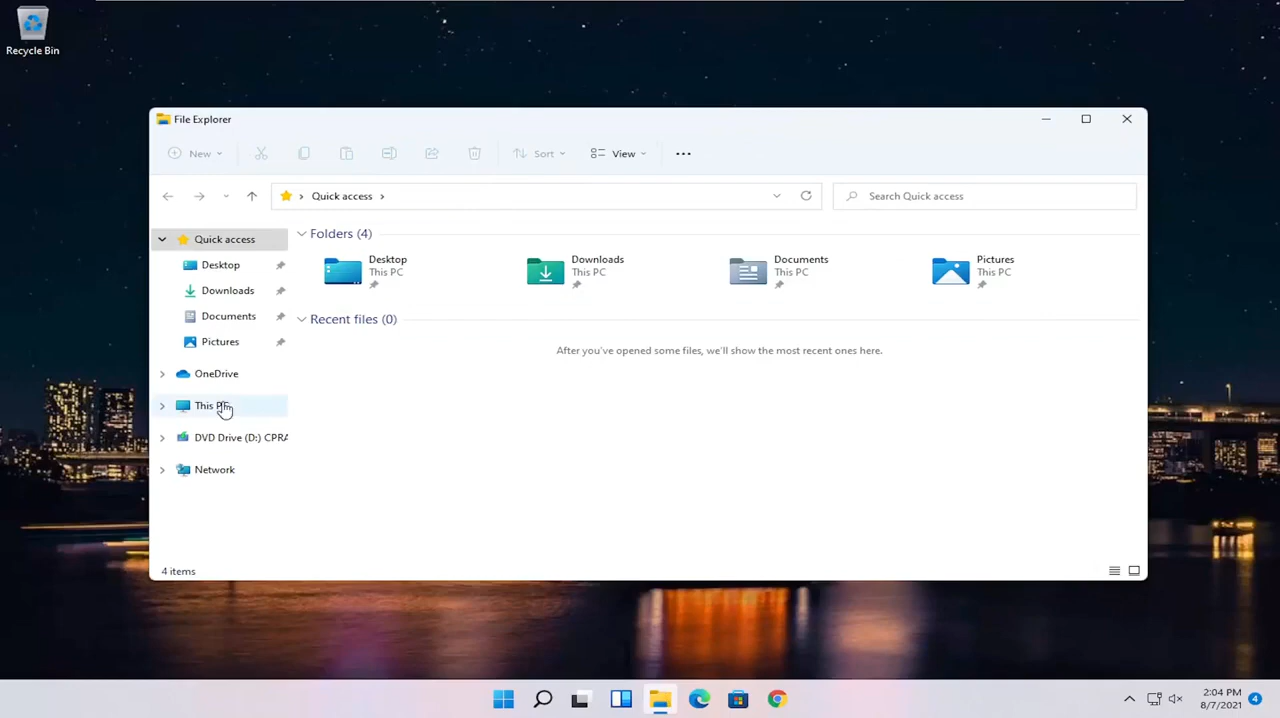 Recycle Bin
File Explorer
New
Sort
View
Quick access
Search Quick access
Quick access
Desktop
Downloads
Documents
Pictures
OneDrive
This PC
DVD Drive (D:) CPRA
Network
Folders (4)
Desktop
This PC
Downloads
This PC
Documents
This PC
Pictures
This PC
Recent files (0)
After you've opened some files, we'll show the most recent ones here.
4 items
2:04 PM
8/7/2021
4